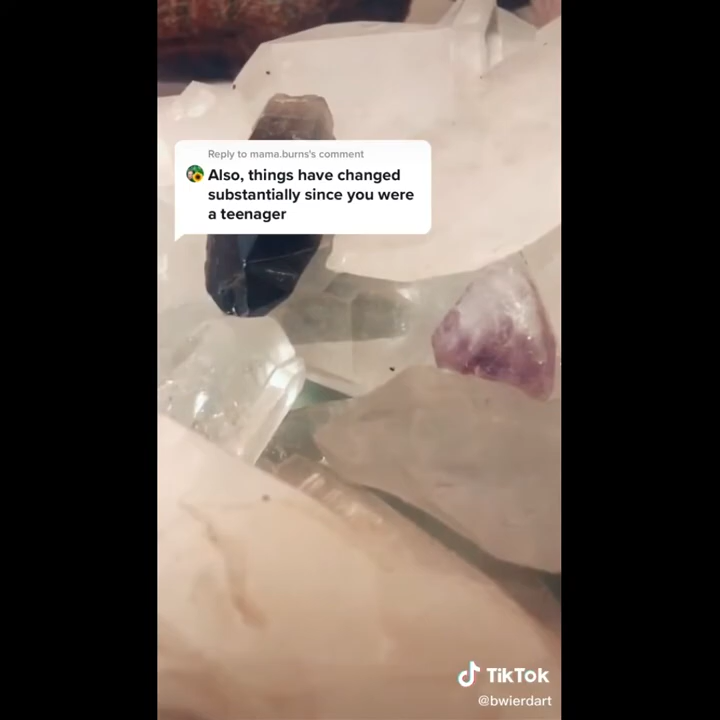 Reply to mama.burns's comment
Also, things have changed
substantially since you were
a teenager
TikTok
@bwierdart